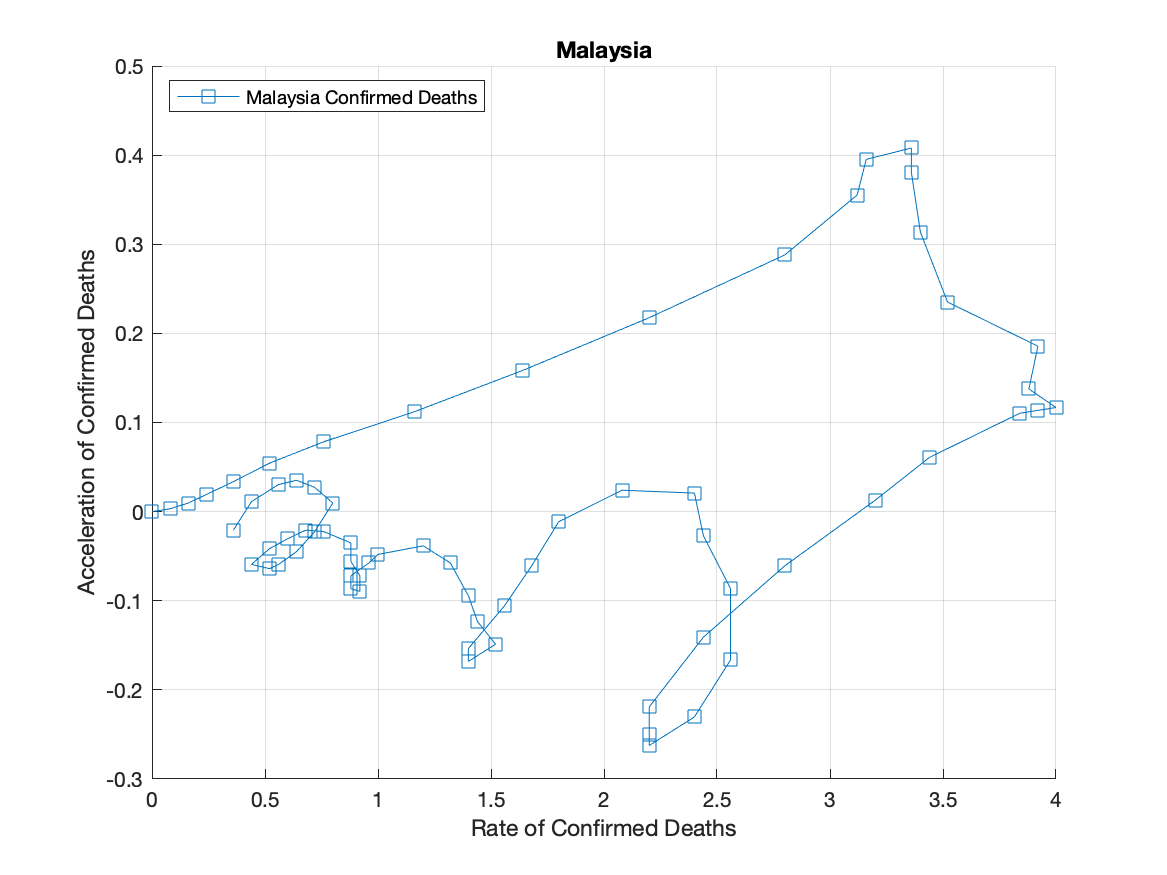 Malaysia
Malaysia Confirmed Deaths
Acceleration of Confirmed Deaths
0.5
0.4
0.3
0.2
0.1
0
-0.1
-0.2
-0.3
0 0.5 1 1.5 2 2.5 3 3.5 4
Rate of Confirmed Deaths